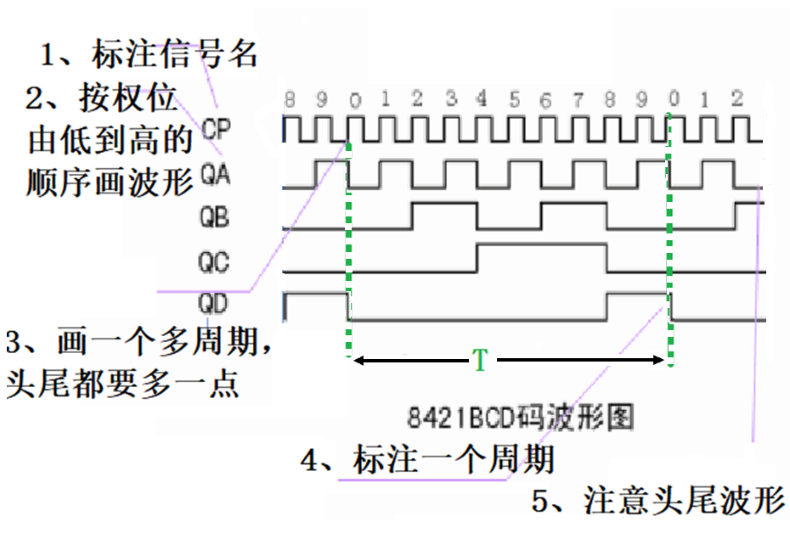 1、标注信号名
2、按权位
由低到高的
顺序画波形
8 9 0 1 2 3 4 5 6 7 8 9 0 1 2
CP
QA
QB
QC
QD
3、画一个多周期，
头尾都要多一点
T
8421BCD码波形图
4、标注一个周期
5、注意头尾波形